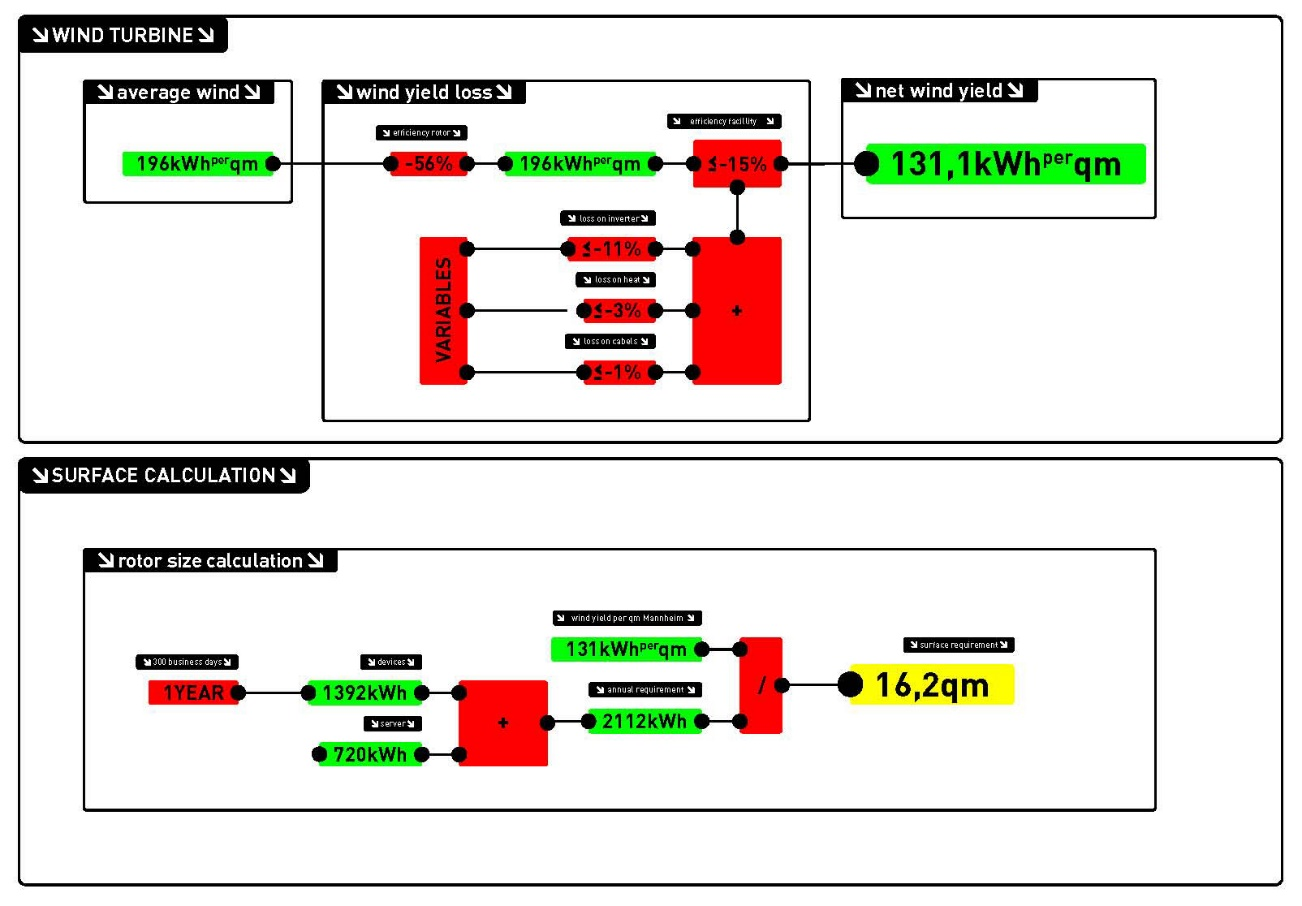 WIND TURBINE
average wind
wind yield loss
net wind yield
efficiency rotor
efficiency facility
196kWhperqm
-56%
196kWhperqm
≤-15%
131,1kWhperqm
loss on inverter
≤-11%
loss on heat
≤-3%
VARIABLES
+
loss on cabels
≤-1%
SURFACE CALCULATION
rotor size calculation
wind yield per qm Mannheim
131kWhperqm
surface requirement
300 business days
devices
annual requirement
1YEAR
1392kWh
/
16,2qm
server
+
2112kWh
720kWh